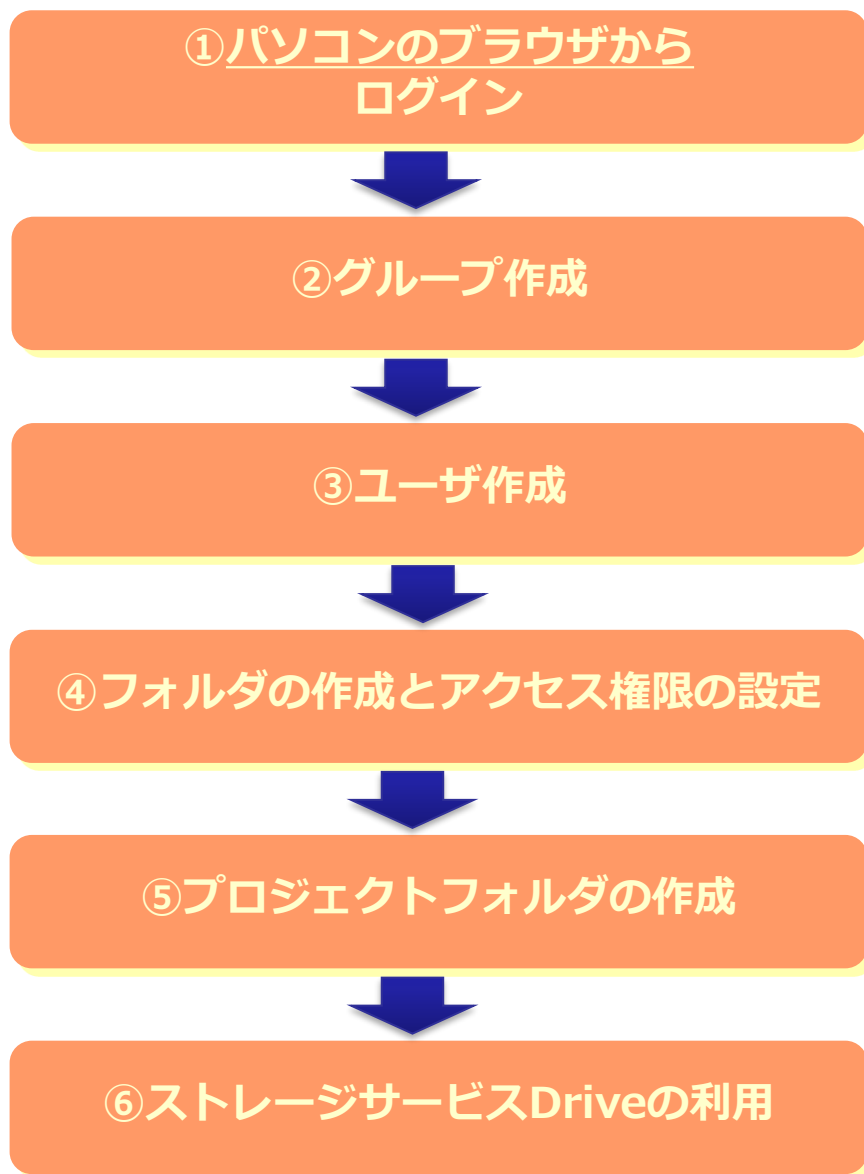 ①パソコンのブラウザから
ログイン
②グループ作成
③ユーザ作成
④フォルダの作成とアクセス権限の設定
⑤プロジェクトフォルダの作成
⑥ストレージサービスDriveの利用